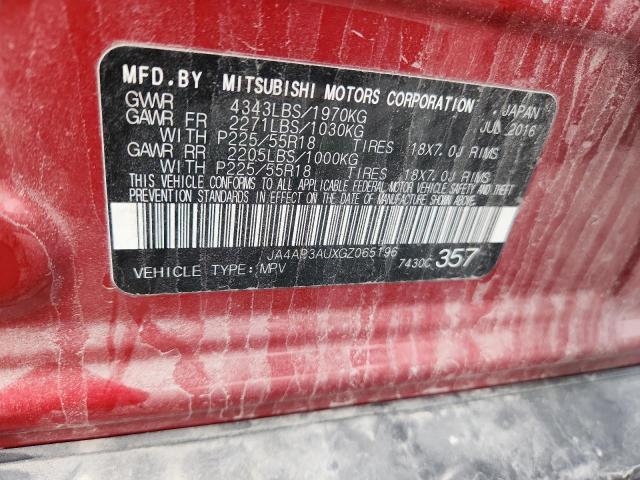 MFD.BY MITSUBISHI MOTORS CORPORATION JAPAN
GVWR 4343LBS/1970KG JUL 2016
GAWR FR 2271LBS/1030KG
WITH P225/55R18 TIRES 18X7.0J RIMS
GAWR RR 2205LBS/1000KG
WITH P225/55R18 TIRES 18X7.0J RIMS
THIS VEHICLE CONFORMS TO ALL APPLICABLE FEDERAL MOTOR VEHICLE SAFETY AND THEFT
PREVENTION STANDARDS IN EFFECT ON THE DATE OF MANUFACTURE SHOWN ABOVE.
JA4AP3AUXGZ065196
VEHICLE TYPE:MPV 7430C 357